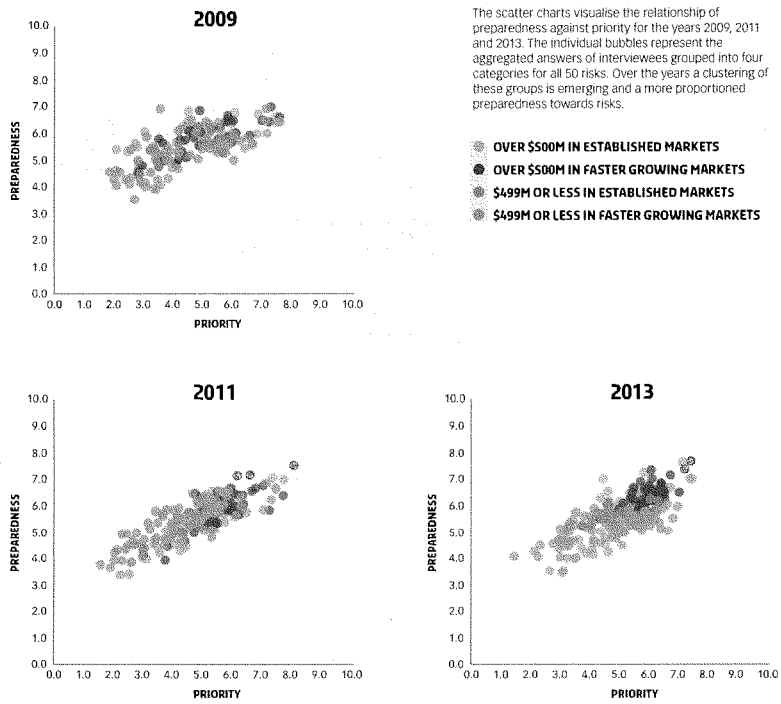 2009
The scatter charts visualise the relationship of
preparedness against priority for the years 2009, 2011
and 2013. The individual bubbles represent the
aggregated answers of interviewees grouped into four
categories for all 50 risks. Over the years a clustering of
these groups is emerging and a more proportioned
preparedness towards risks.
OVER $500M IN ESTABLISHED MARKETS
OVER $500M IN FASTER GROWING MARKETS
$499M OR LESS IN ESTABLISHED MARKETS
$499M OR LESS IN FASTER GROWING MARKETS
PREPAREDNESS
10.0
9.0
8.0
7.0
6.0
5.0
4.0
3.0
2.0
1.0
0.0
0.0 1.0 2.0 3.0 4.0 5.0 6.0 7.0 8.0 9.0 10.0
PRIORITY
2011
PREPAREDNESS
10.0
9.0
8.0
7.0
6.0
5.0
4.0
3.0
2.0
1.0
0.0
0.0 1.0 2.0 3.0 4.0 5.0 6.0 7.0 8.0 9.0 10.0
PRIORITY
2013
PREPAREDNESS
10.0
9.0
8.0
7.0
6.0
5.0
4.0
3.0
2.0
1.0
0.0
0.0 1.0 2.0 3.0 4.0 5.0 6.0 7.0 8.0 9.0 10.0
PRIORITY